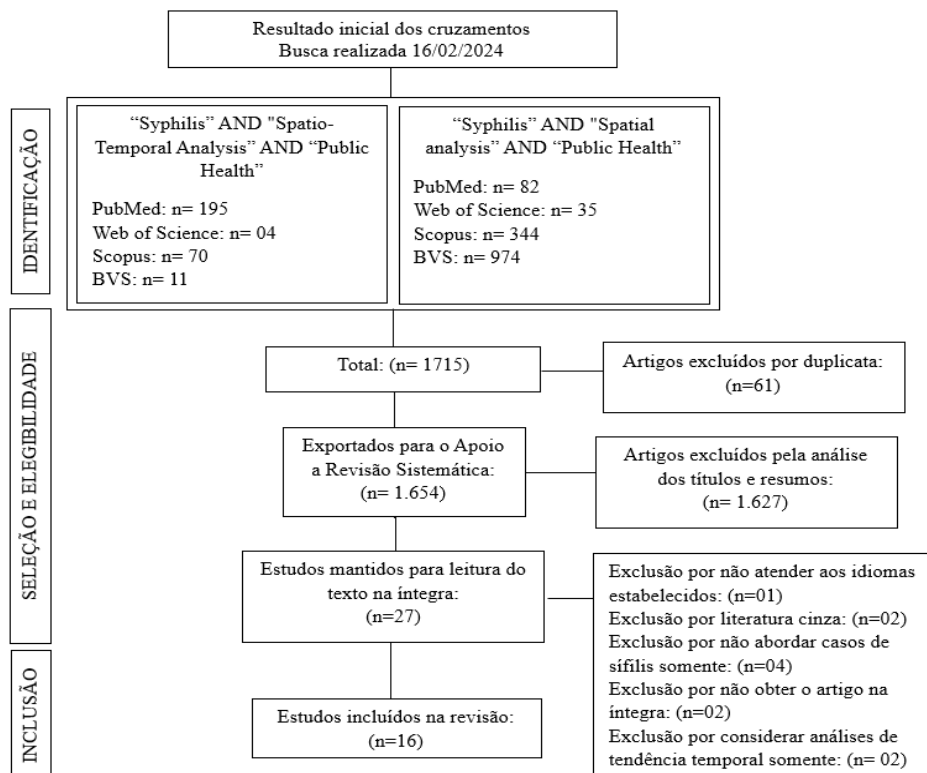 Resultado inicial dos cruzamentos
Busca realizada 16/02/2024
IDENTIFICAÇÃO
“Syphilis” AND "Spatio-
Temporal Analysis” AND “Public
Health”
PubMed: n= 195
Web of Science: n= 04
Scopus: n= 70
BVS: n= 11
“Syphilis” AND "Spatial
analysis” AND “Public Health”
PubMed: n= 82
Web of Science: n= 35
Scopus: n= 344
BVS: n= 974
SELEÇÃO E ELEGIBILIDADE
Total: (n= 1715)
Artigos excluídos por duplicata:
(n=61)
Exportados para o Apoio
a Revisão Sistemática:
(n= 1.654)
Artigos excluídos pela análise
dos títulos e resumos:
(n= 1.627)
Estudos mantidos para leitura do
texto na íntegra:
(n=27)
Exclusão por não atender aos idiomas
estabelecidos: (n=01)
Exclusão por literatura cinza: (n=02)
Exclusão por não abordar casos de
sífilis somente: (n=04)
Exclusão por não obter o artigo na
íntegra: (n=02)
Exclusão por considerar análises de
tendência temporal somente: (n= 02)
INCLUSÃO
Estudos incluídos na revisão:
(n=16)